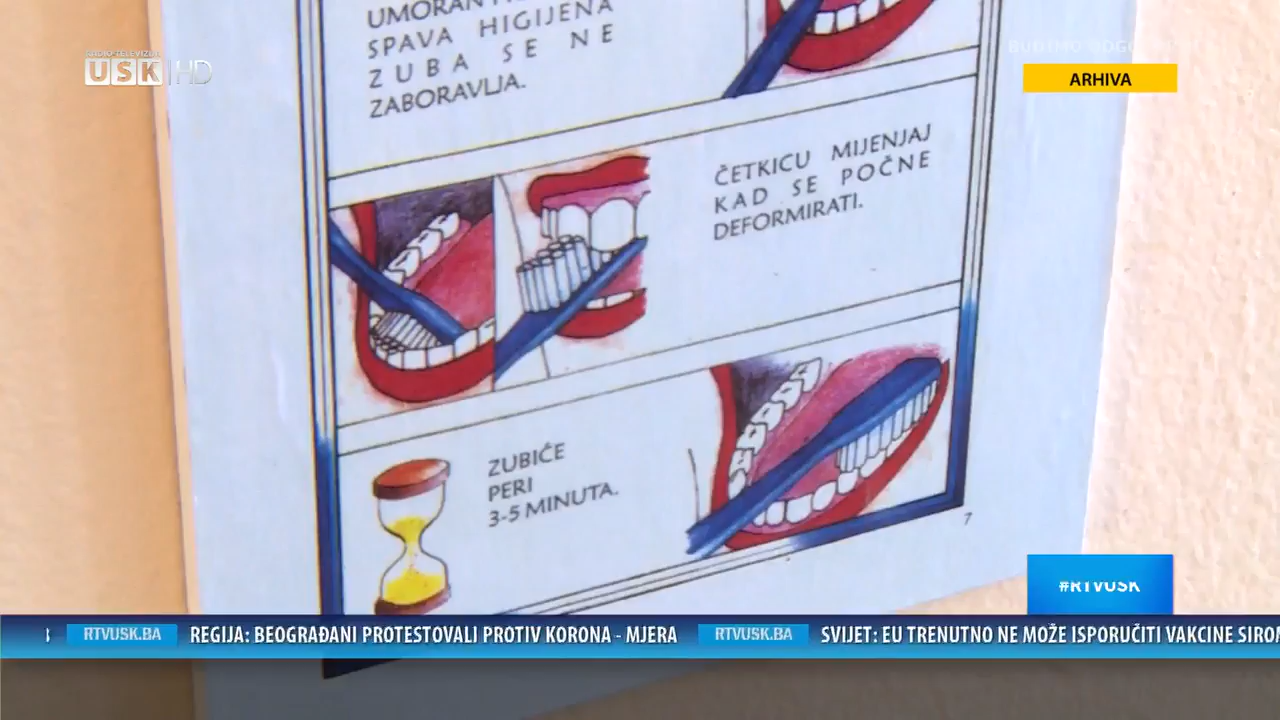 SPAVA HIGIJENA
ZUBA SE NE
ZABORAVLJA.
RADIO-TELEVIZIJA
USK HD
ARHIVA
ČETKICU MIJENJAJ
KAD SE POČNE
DEFORMIRATI.
ZUBIĆE
PERI
3-5 MINUTA.
7
#RTVUSK
RTVUSK.BA REGIJA: BEOGRAĐANI PROTESTOVALI PROTIV KORONA - MJERA RTVUSK.BA SVIJET: EU TRENUTNO NE MOŽE ISPORUČITI VAKCINE